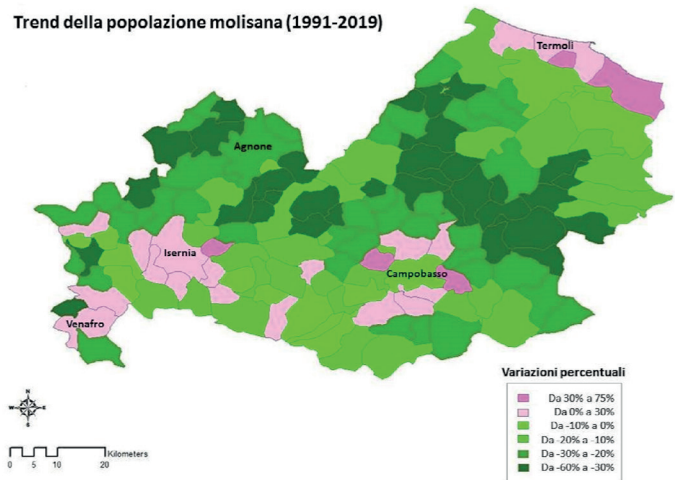 Trend della popolazione molisana (1991-2019)
Termoli
Agnone
Isernia
Campobasso
Venafro
Variazioni percentuali
Da 30% a 75%
Da 0% a 30%
Da -10% a 0%
Da -20% a -10%
Da -30% a -20%
Da -60% a -30%
N
W E
S
Kilometers
0 5 10 20